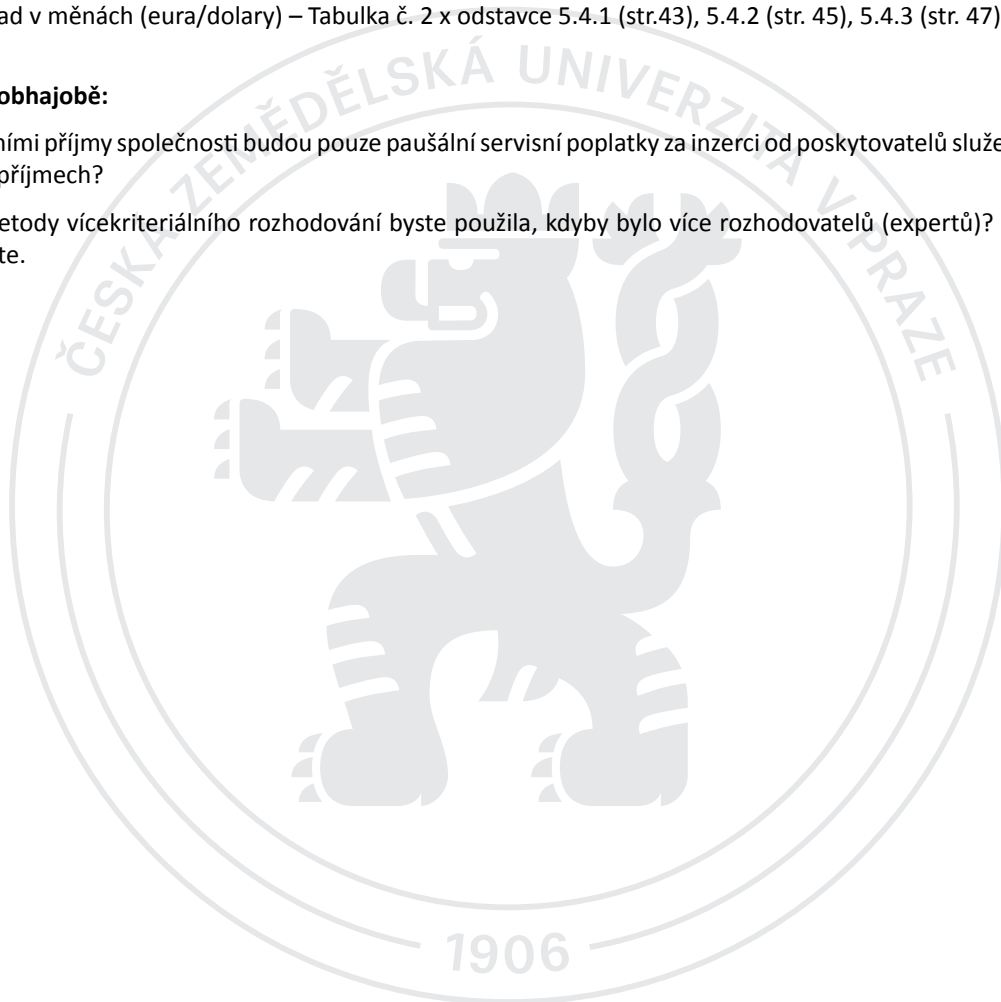 ad v měnách (eura/dolary) – Tabulka č. 2 x odstavce 5.4.1 (str.43), 5.4.2 (str. 45), 5.4.3 (str. 47)
obhajobě:
ními příjmy společnosti budou pouze paušální servisní poplatky za inzerci od poskytovatelů služe
příjmech?
etody vícekriteriálního rozhodování byste použila, kdyby bylo více rozhodovatelů (expertů)?
te.
ČESKÁ ZEMĚDĚLSKÁ UNIVERZITA V PRAZE
1906